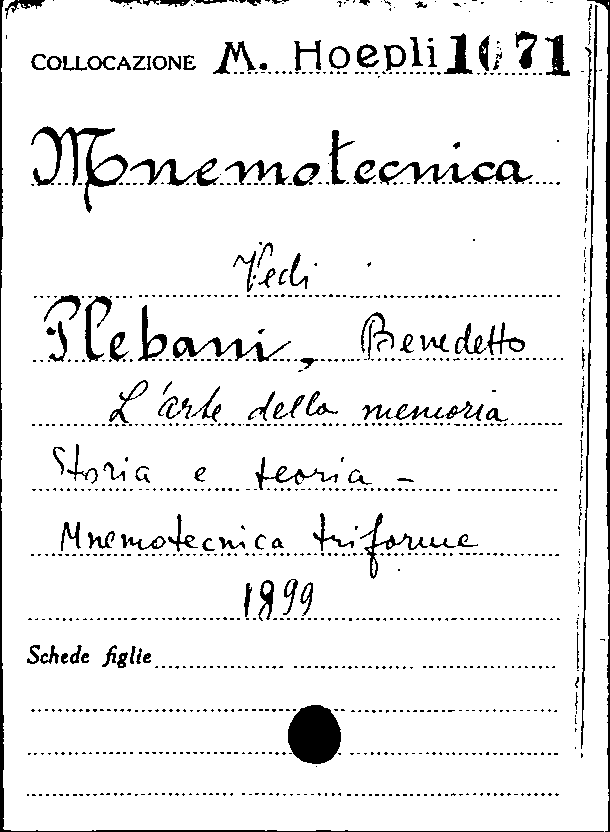 COLLOCAZIONE M. Hoepli 1071
Mnemotecnica
Vedi
Plebani, Benedetto
L'arte della memoria
Storia e teoria -
Mnemotecnica triforme
1899
Schede figlie